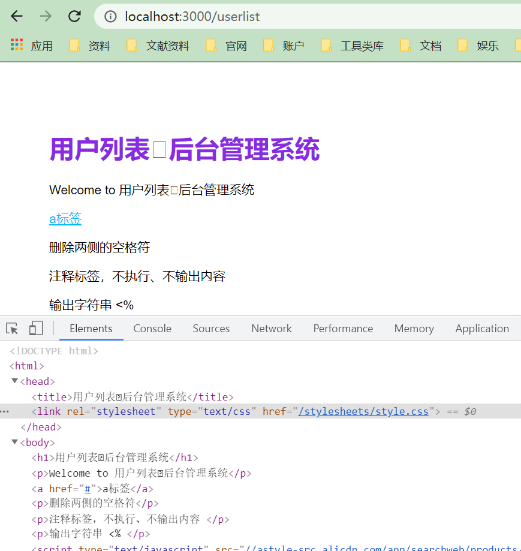 localhost:3000/userlist
应用 资料 文献资料 官网 账户 工具类库 文档 娱乐
用户列表 后台管理系统
Welcome to 用户列表 后台管理系统
a标签
删除两侧的空格符
注释标签，不执行、不输出内容
输出字符串 <%
Elements Console Sources Network Performance Memory Application
<!DOCTYPE html>
<html>
<head>
<title>用户列表 后台管理系统</title>
<link rel="stylesheet" type="text/css" href="/stylesheets/style.css"> == $0
</head>
<body>
<h1>用户列表 后台管理系统</h1>
<p>Welcome to 用户列表 后台管理系统</p>
<a href="#">a标签</a>
<p>删除两侧的空格符</p>
<p>注释标签，不执行、不输出内容 </p>
<p>输出字符串 <% </p>
<script type="text/javascript" src="//astyle-src.alicdn.com/app/searchweb/products-